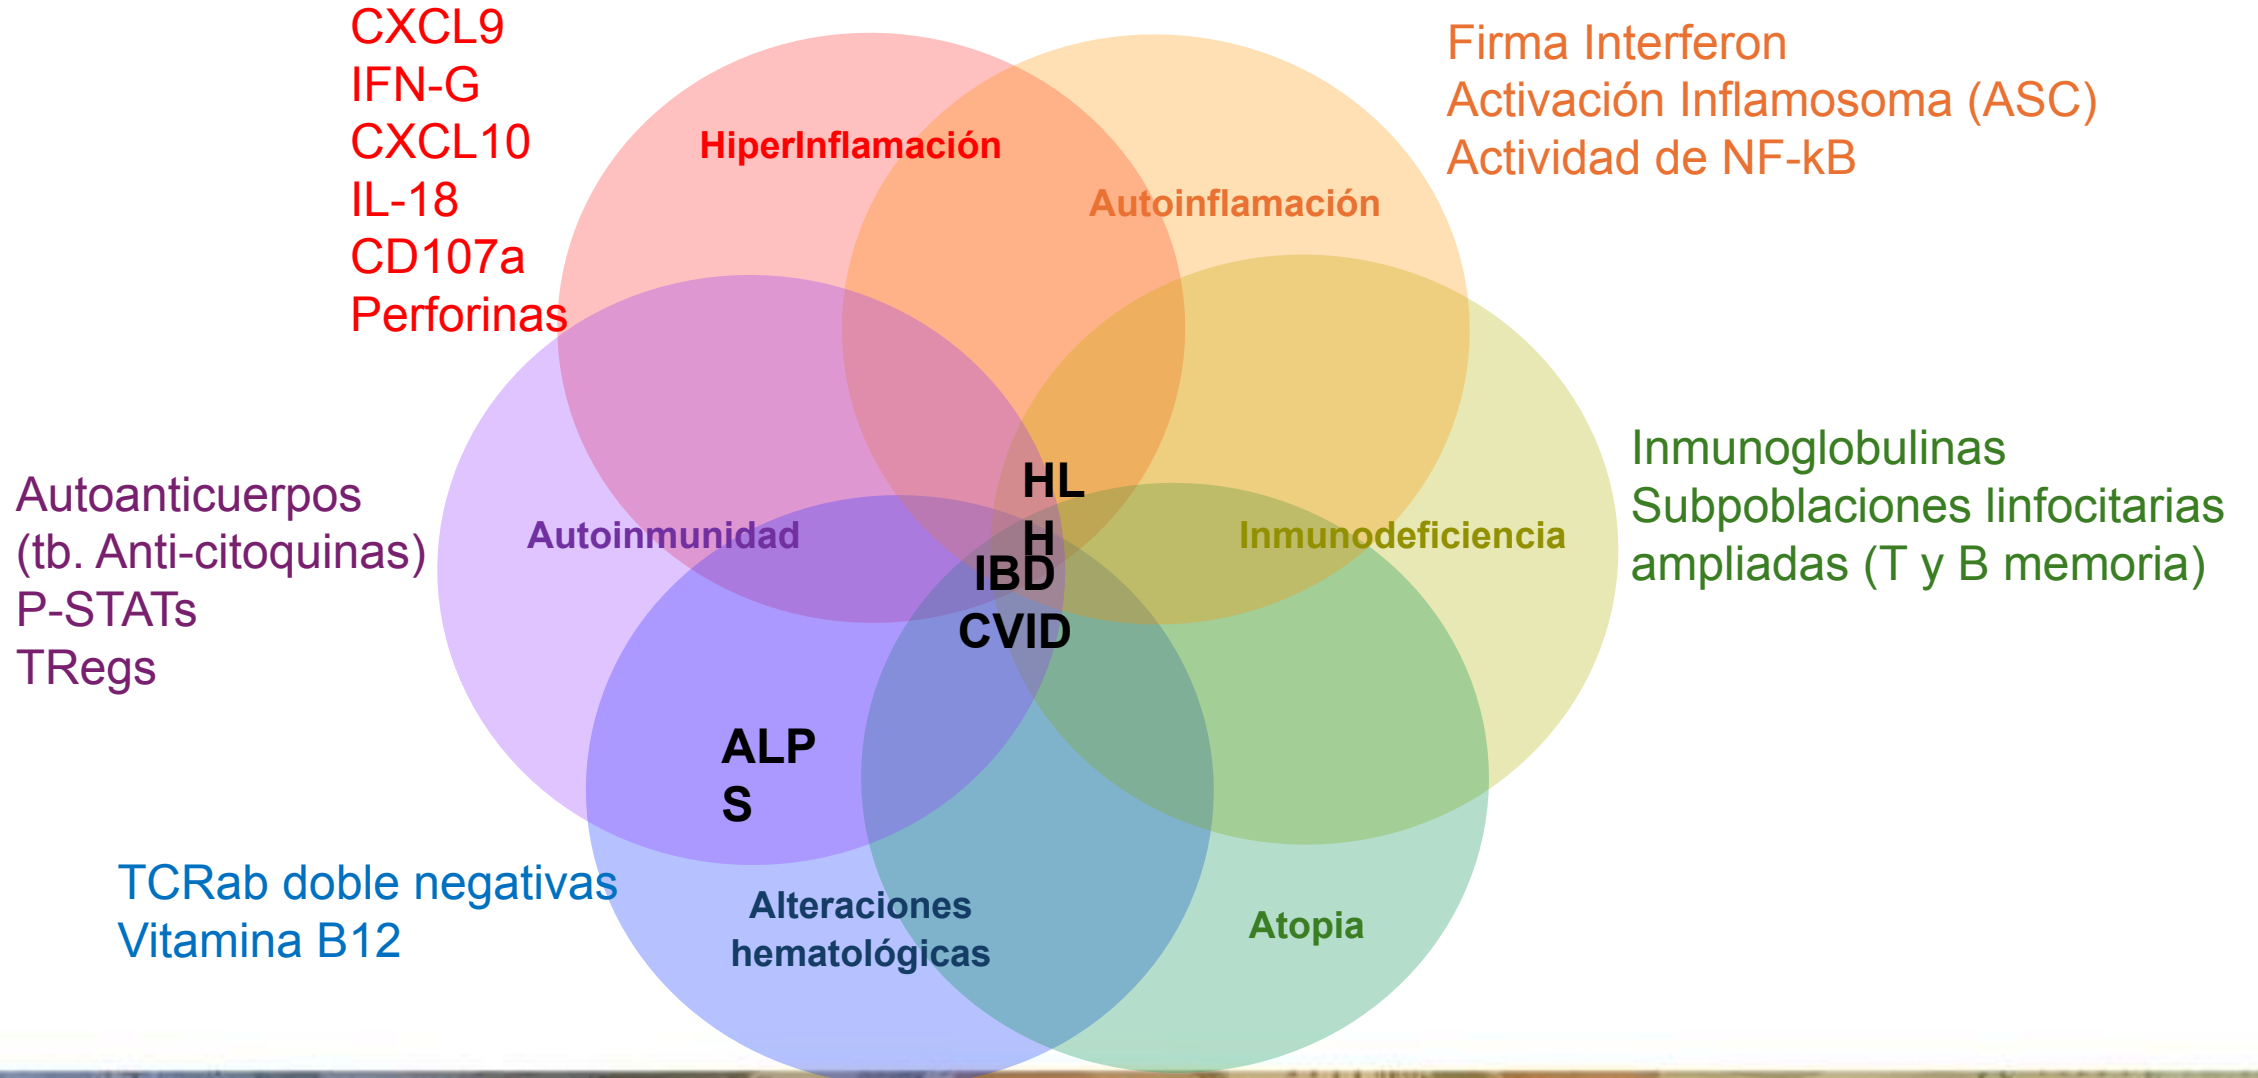 CXCL9
IFN-G
CXCL10
IL-18
CD107a
Perforinas
HiperInflamación
Firma Interferon
Activación Inflamosoma (ASC)
Actividad de NF-kB
Autoinflamación
Autoanticuerpos
(tb. Anti-citoquinas)
P-STATs
TRegs
Autoinmunidad
HL
H
IBD
CVID
Inmunodeficiencia
Inmunoglobulinas
Subpoblaciones linfocitarias
ampliadas (T y B memoria)
ALP
S
TCRab doble negativas
Vitamina B12
Alteraciones
hematológicas
Atopia